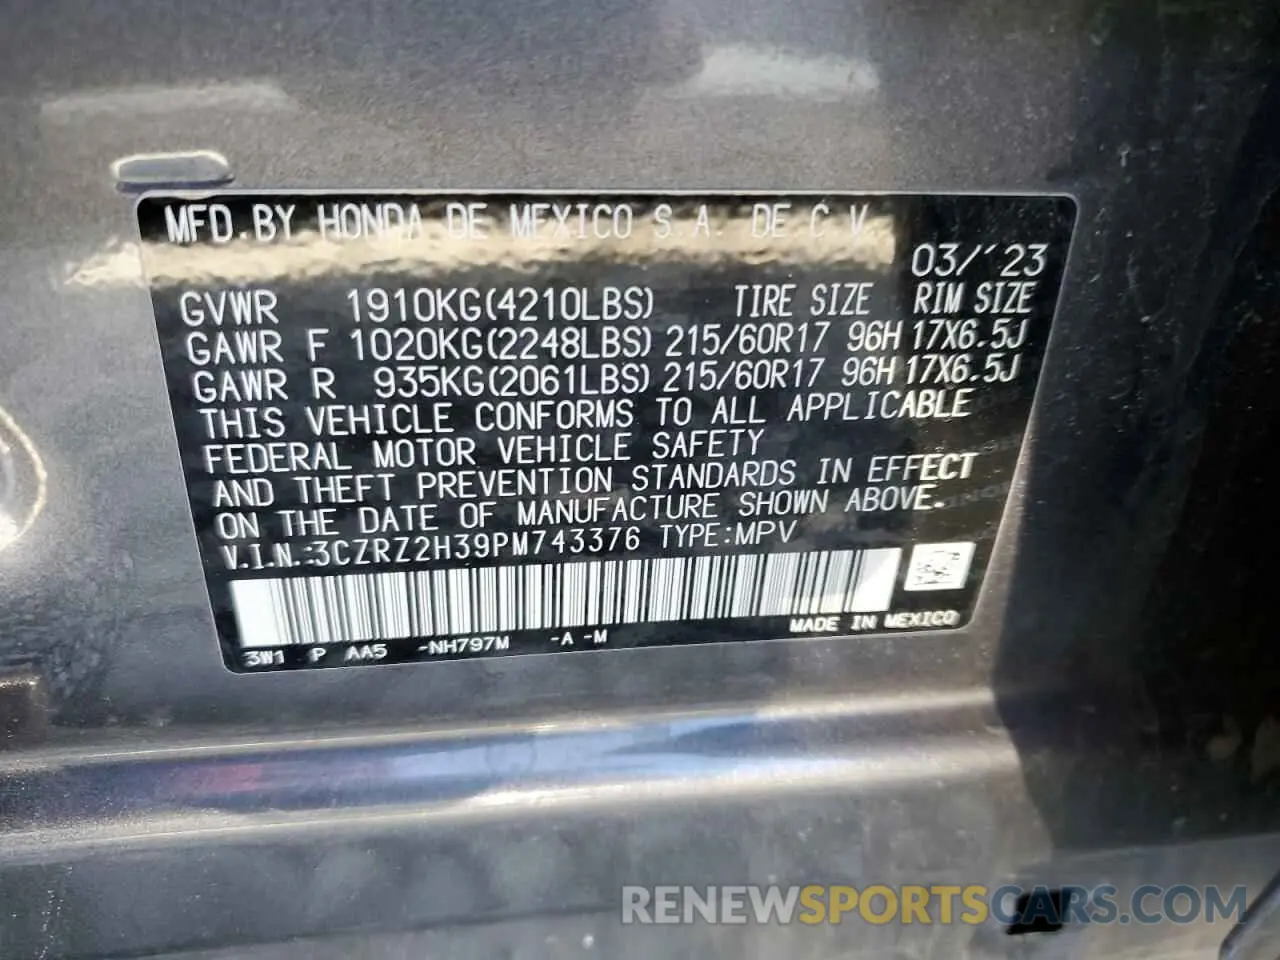 MFD.BY HONDA DE MEXICO S.A. DE C.V.
03/´23
GVWR 1910KG(4210LBS) TIRE SIZE RIM SIZE
GAWR F 1020KG(2248LBS) 215/60R17 96H 17X6.5J
GAWR R 935KG(2061LBS) 215/60R17 96H 17X6.5J
THIS VEHICLE CONFORMS TO ALL APPLICABLE
FEDERAL MOTOR VEHICLE SAFETY
AND THEFT PREVENTION STANDARDS IN EFFECT
ON THE DATE OF MANUFACTURE SHOWN ABOVE.
V.I.N.:3CZRZ2H39PM743376 TYPE:MPV
MADE IN MEXICO
3W1 P AA5 -NH797M -A -M
RENEWSPORTSCARS.COM